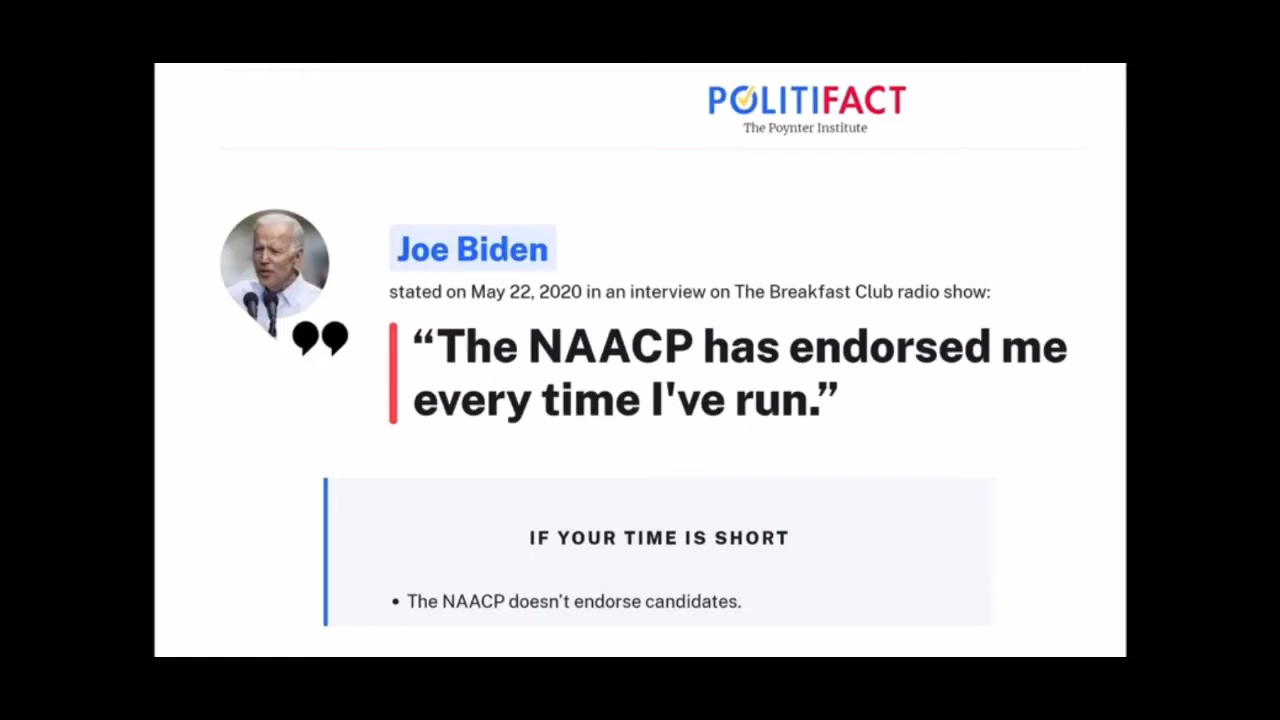 POLITIFACT
The Poynter Institute
Joe Biden
stated on May 22, 2020 in an interview on The Breakfast Club radio show:
“The NAACP has endorsed me
every time I've run.”
IF YOUR TIME IS SHORT
• The NAACP doesn’t endorse candidates.